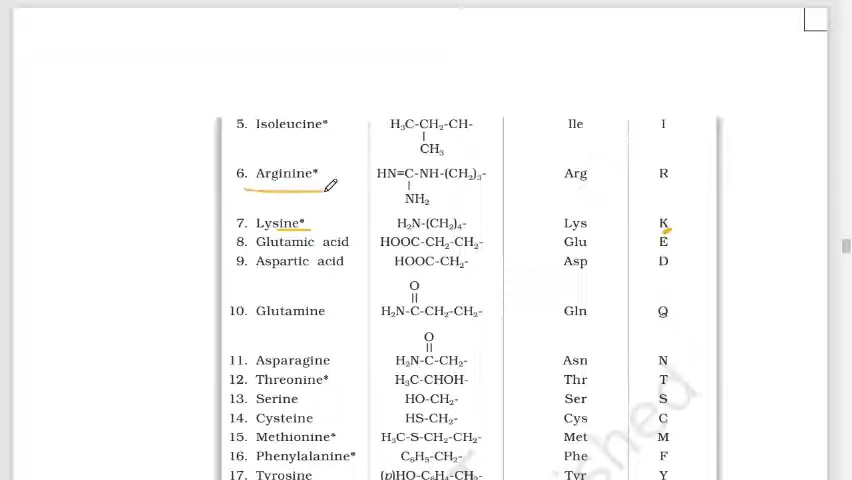 5. Isoleucine* H₃C-CH₂-CH- Ile I
CH₃
6. Arginine* HN=C-NH-(CH₂)₃- Arg R
NH₂
7. Lysine* H₂N-(CH₂)₄- Lys K
8. Glutamic acid HOOC-CH₂-CH₂- Glu E
9. Aspartic acid HOOC-CH₂- Asp D
O
10. Glutamine H₂N-C-CH₂-CH₂- Gln Q
O
11. Asparagine H₂N-C-CH₂- Asn N
12. Threonine* H₃C-CHOH- Thr T
13. Serine HO-CH₂- Ser S
14. Cysteine HS-CH₂- Cys C
15. Methionine* H₃C-S-CH₂-CH₂- Met M
16. Phenylalanine* C₆H₅-CH₂- Phe F
17. Tyrosine (p)HO-C₆H₄-CH₂- Tyr Y